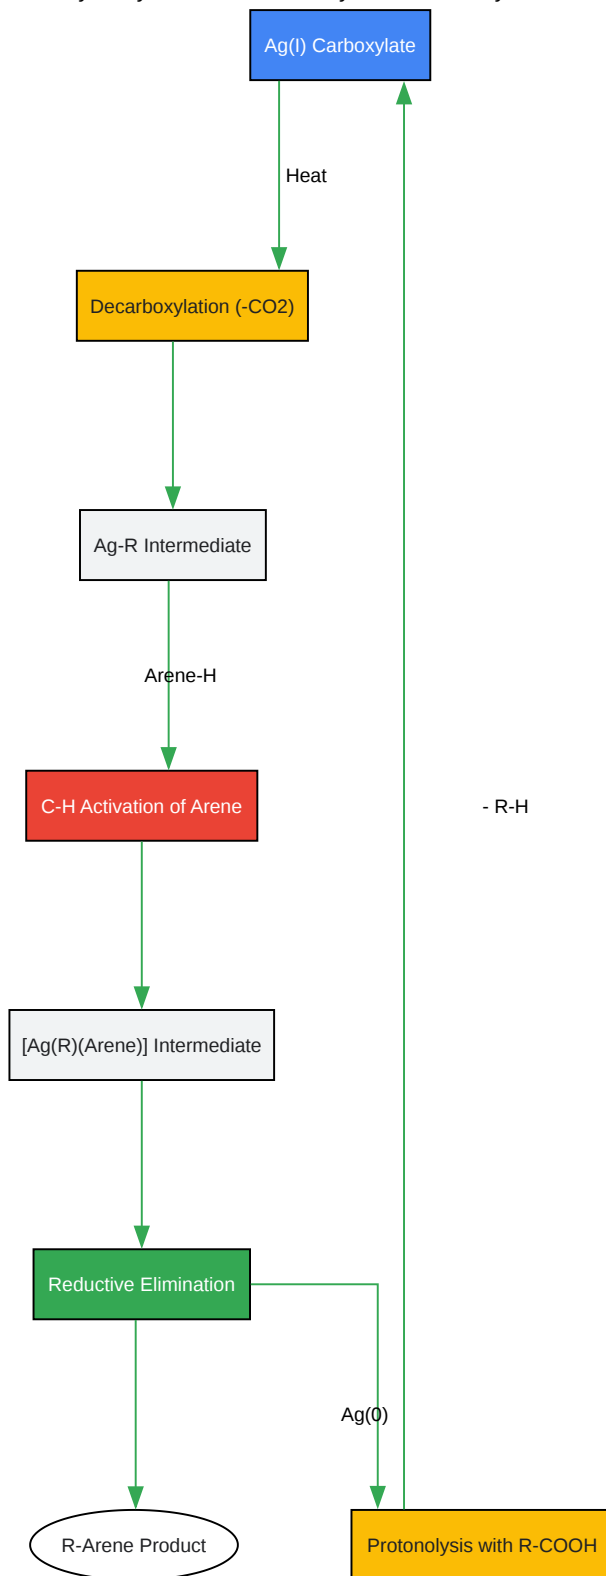 Ag(I) Carboxylate
Heat
Decarboxylation (-CO2)
Ag-R Intermediate
Arene-H
C-H Activation of Arene
- R-H
[Ag(R)(Arene)] Intermediate
Reductive Elimination
Ag(0)
R-Arene Product
Protonolysis with R-COOH